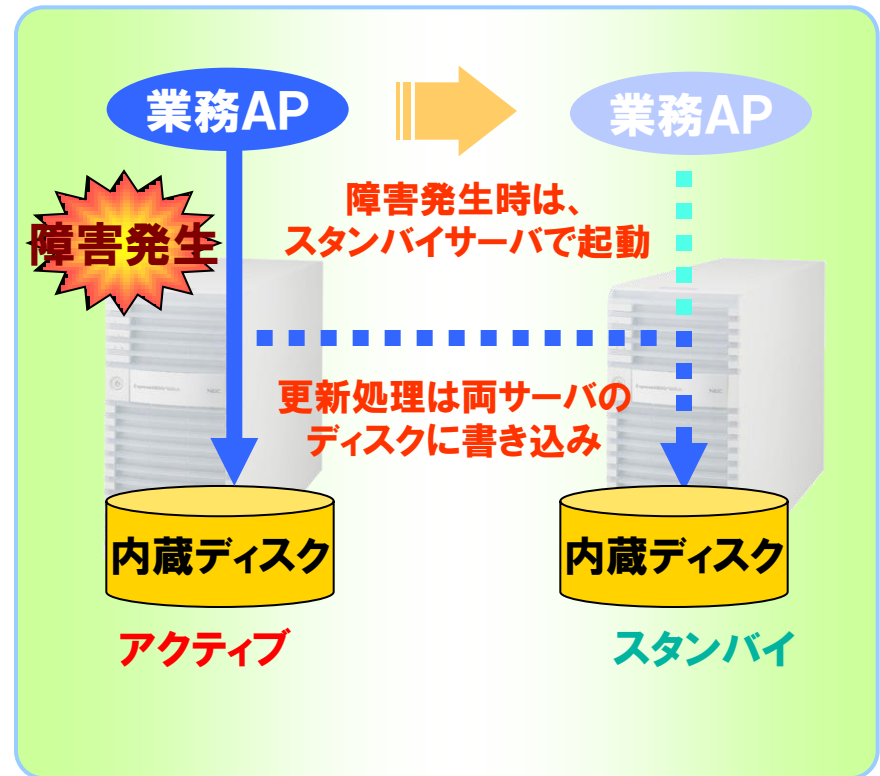 業務AP
業務AP
障害発生時は、
スタンバイサーバで起動
障害発生
更新処理は両サーバの
ディスクに書き込み
NEC
NEC
内蔵ディスク
内蔵ディスク
アクティブ
スタンバイ